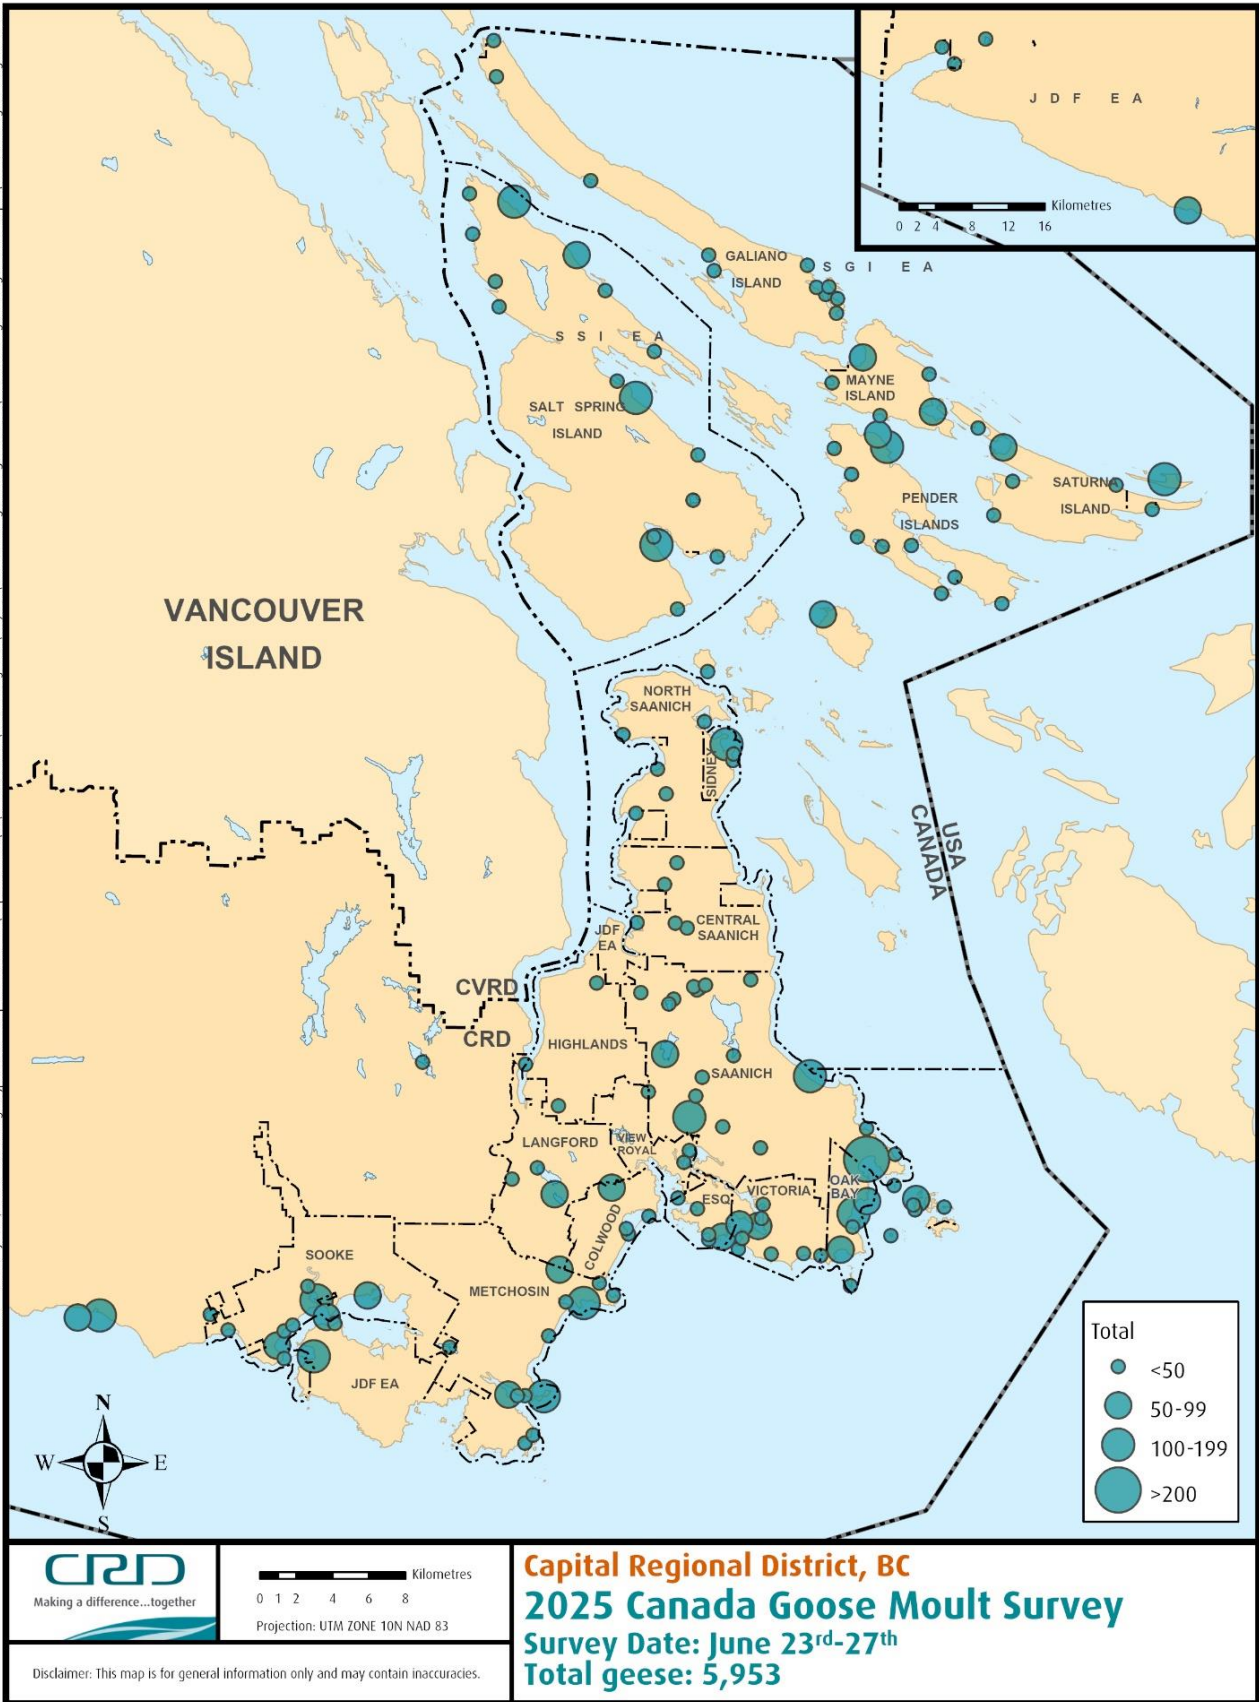 J D F E A
Kilometres
0 2 4 8 12 16
GALIANO
ISLAND
S G I E A
S S I E A
MAYNE
ISLAND
SALT SPRING
ISLAND
SATURNA
ISLAND
PENDER
ISLANDS
VANCOUVER
ISLAND
NORTH
SAANICH
SIDNEY
USA
CANADA
CENTRAL
SAANICH
JDF
EA
CVRD
CRD
HIGHLANDS
SAANICH
LANGFORD
VIEW
ROYAL
ESQ
VICTORIA
OAK
BAY
COLWOOD
SOOKE
METCHOSIN
JDF EA
N
W E
S
Total
<50
50-99
100-199
>200
CRD
Making a difference...together
Kilometres
0 1 2 4 6 8
Projection: UTM ZONE 10N NAD 83
Disclaimer: This map is for general information only and may contain inaccuracies.
Capital Regional District, BC
2025 Canada Goose Moult Survey
Survey Date: June 23rd-27th
Total geese: 5,953